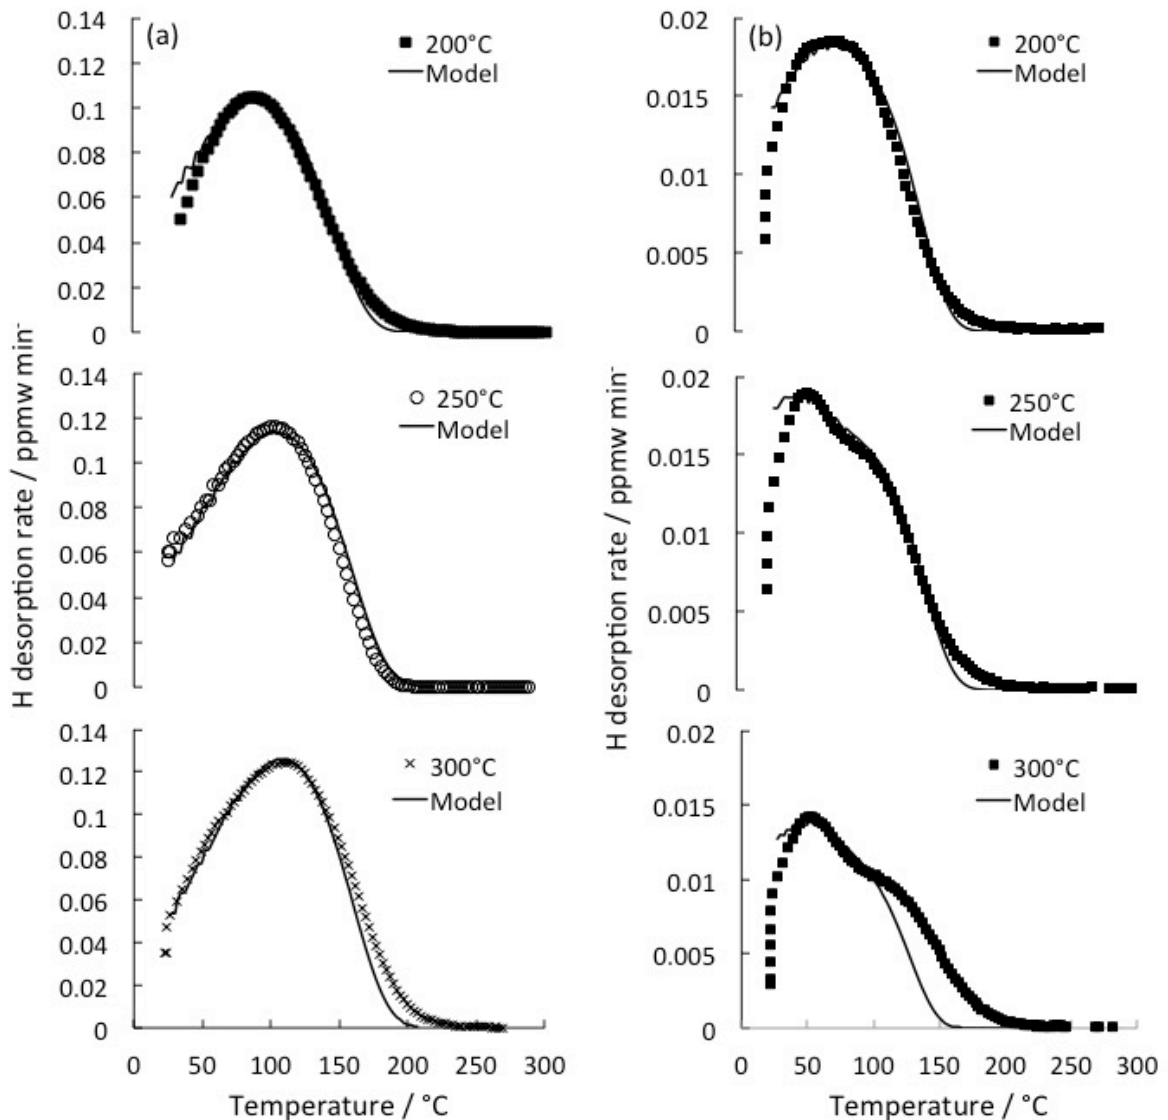 (a)
200°C
Model
0.14
0.12
0.1
0.08
0.06
0.04
0.02
0
250°C
Model
0.14
0.12
0.1
0.08
0.06
0.04
0.02
0
300°C
Model
0.14
0.12
0.1
0.08
0.06
0.04
0.02
0
0 50 100 150 200 250 300
H desorption rate / ppmw min-
Temperature / °C
(b)
200°C
Model
0.02
0.015
0.01
0.005
0
250°C
Model
0.02
0.015
0.01
0.005
0
300°C
Model
0.02
0.015
0.01
0.005
0
0 50 100 150 200 250 300
H desorption rate / ppmw min-
Temperature / °C